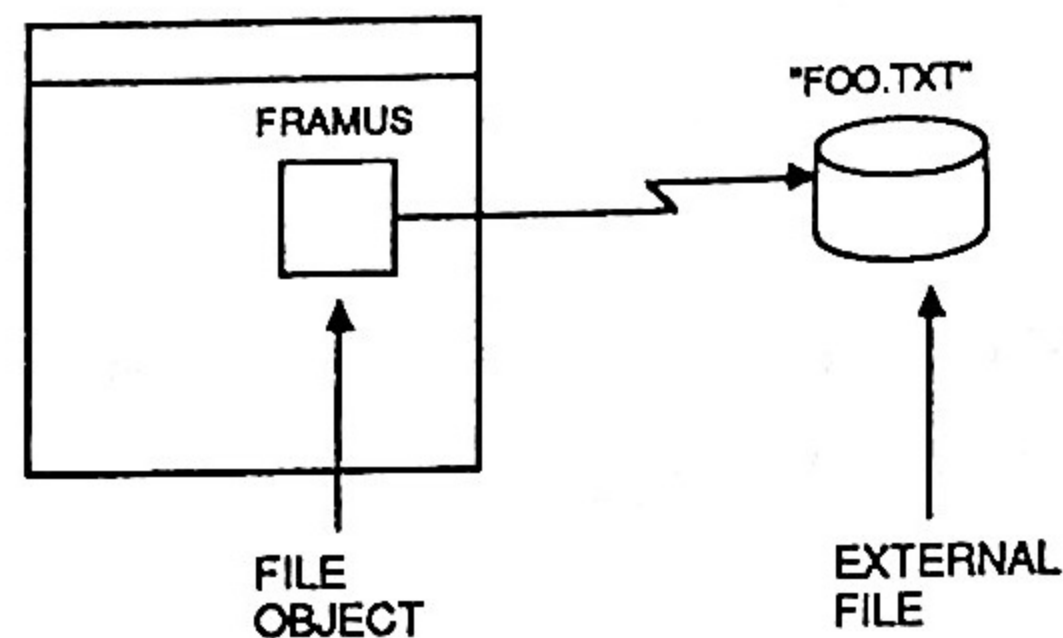 "FOO.TXT"
FRAMUS
FILE
OBJECT
EXTERNAL
FILE